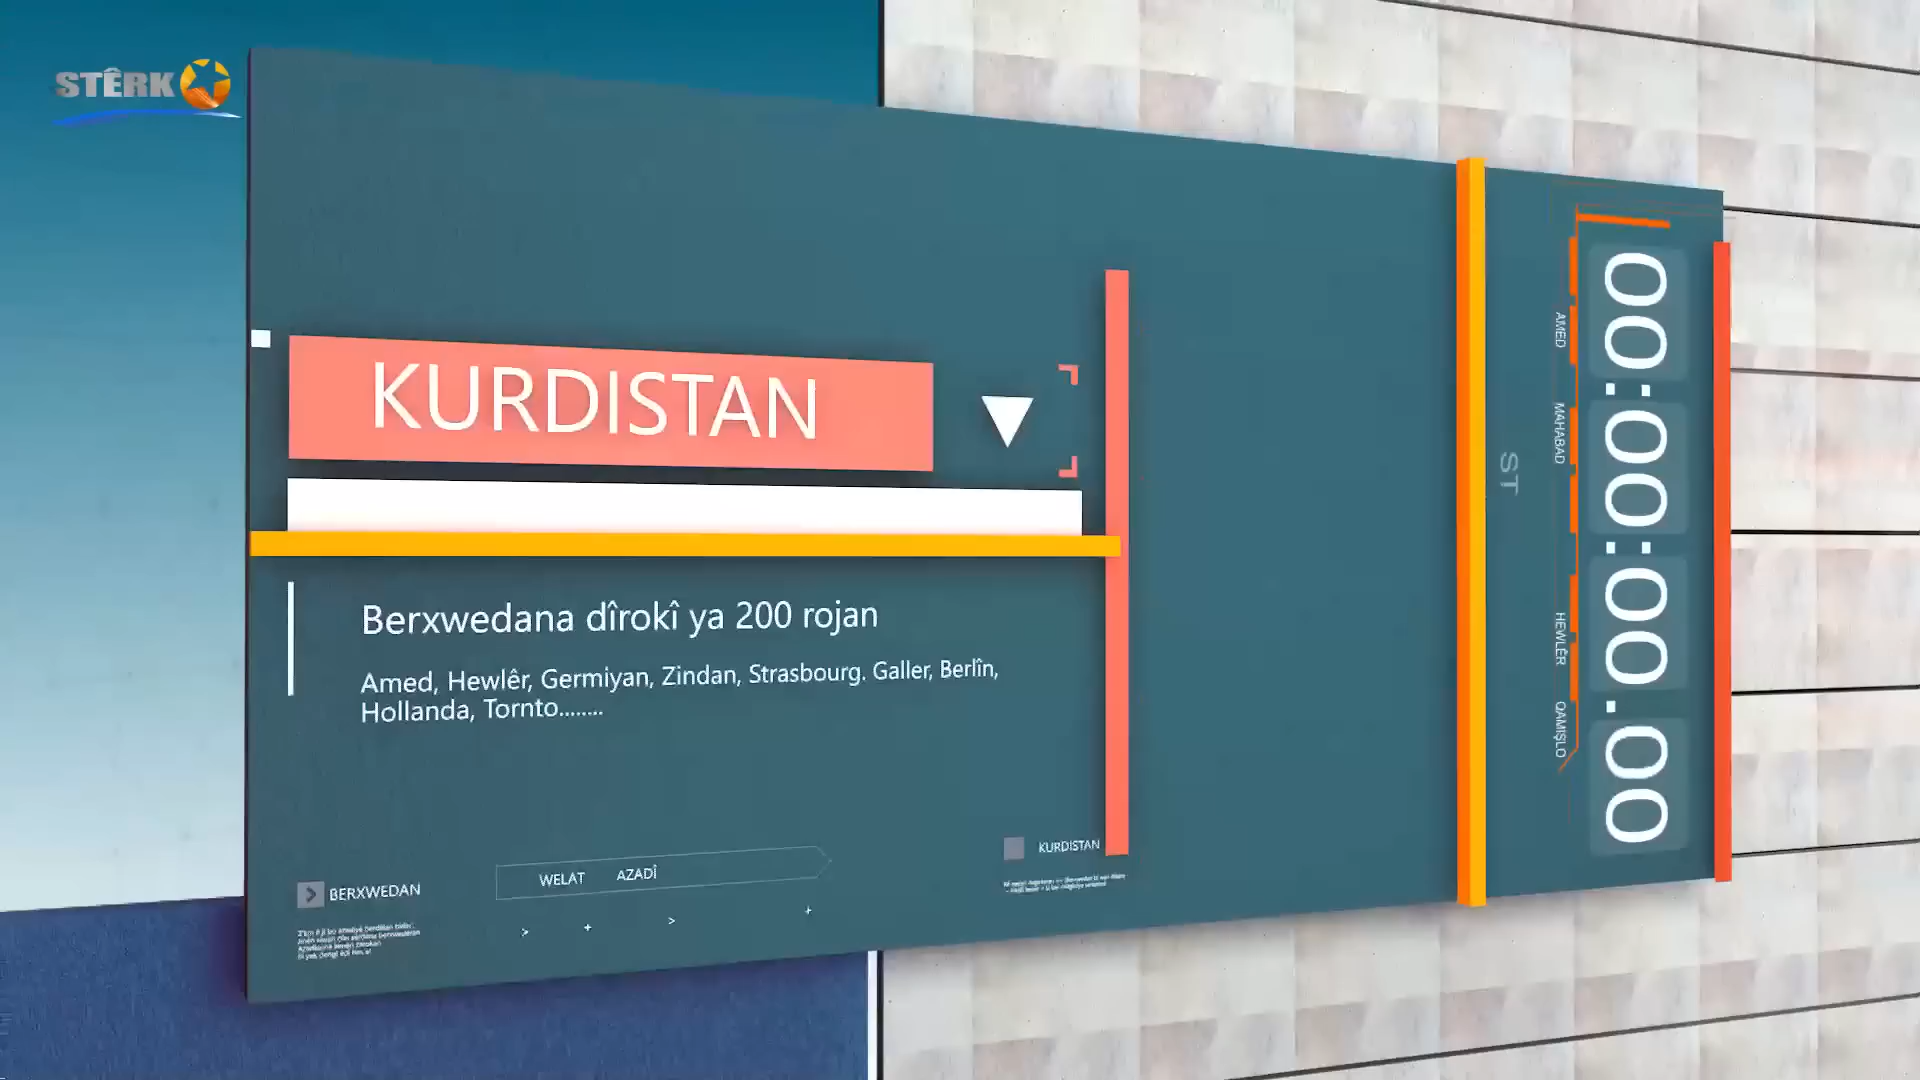 STÊRK
KURDISTAN
Berxwedana dîrokî ya 200 rojan
Amed, Hewlêr, Germiyan, Zindan, Strasbourg. Galler, Berlîn,
Hollanda, Tornto........
BERXWEDAN
WELAT AZADÎ
KURDISTAN
ST
AMED
MAHABAD
HEWLÊR
QAMIŞLO
00:00:00.00